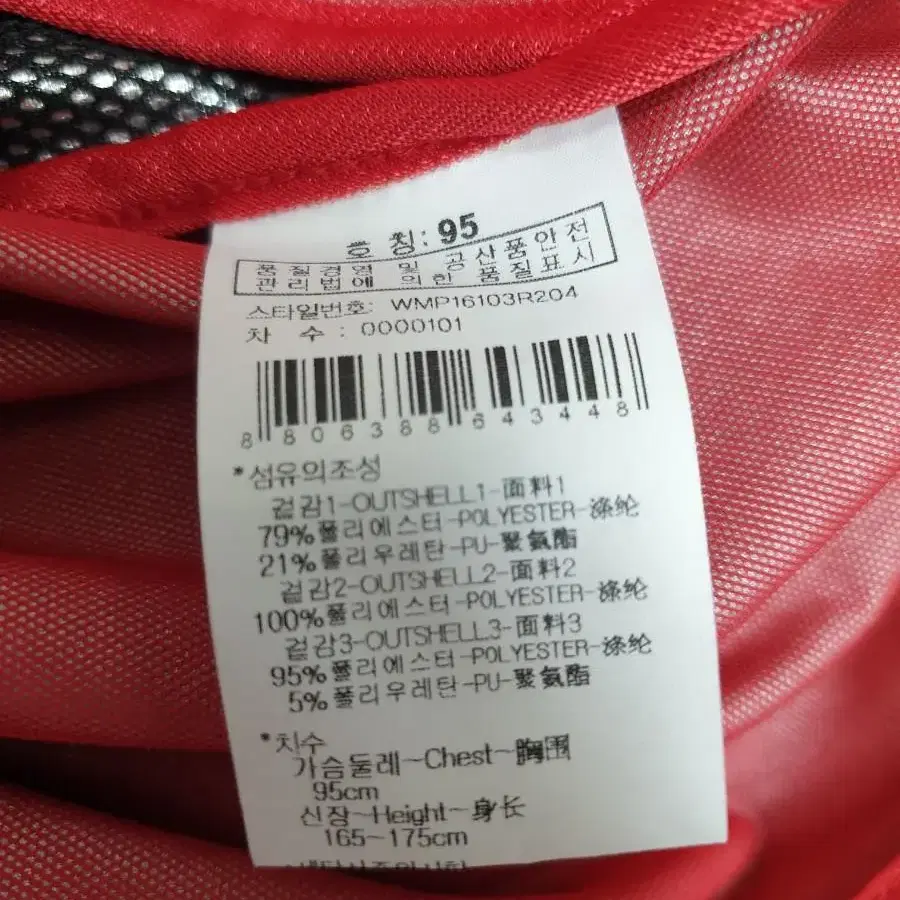 호 칭: 95
품질경영 및 공산품안전
관리법에 의한 품질표시
스타일번호: WMP16103R204
차 수 : 0000101
8 806388 643448
*섬유의조성
겉감1-OUTSHELL1-面料1
79%폴리에스터-POLYESTER-涤纶
21%폴리우레탄-PU-聚氨酯
겉감2-OUTSHELL2-面料2
100%폴리에스터-POLYESTER-涤纶
겉감3-OUTSHELL3-面料3
95%폴리에스터-POLYESTER-涤纶
5%폴리우레탄-PU-聚氨酯
*치수
가슴둘레~Chest~胸围
95cm
신장~Height~身长
165~175cm